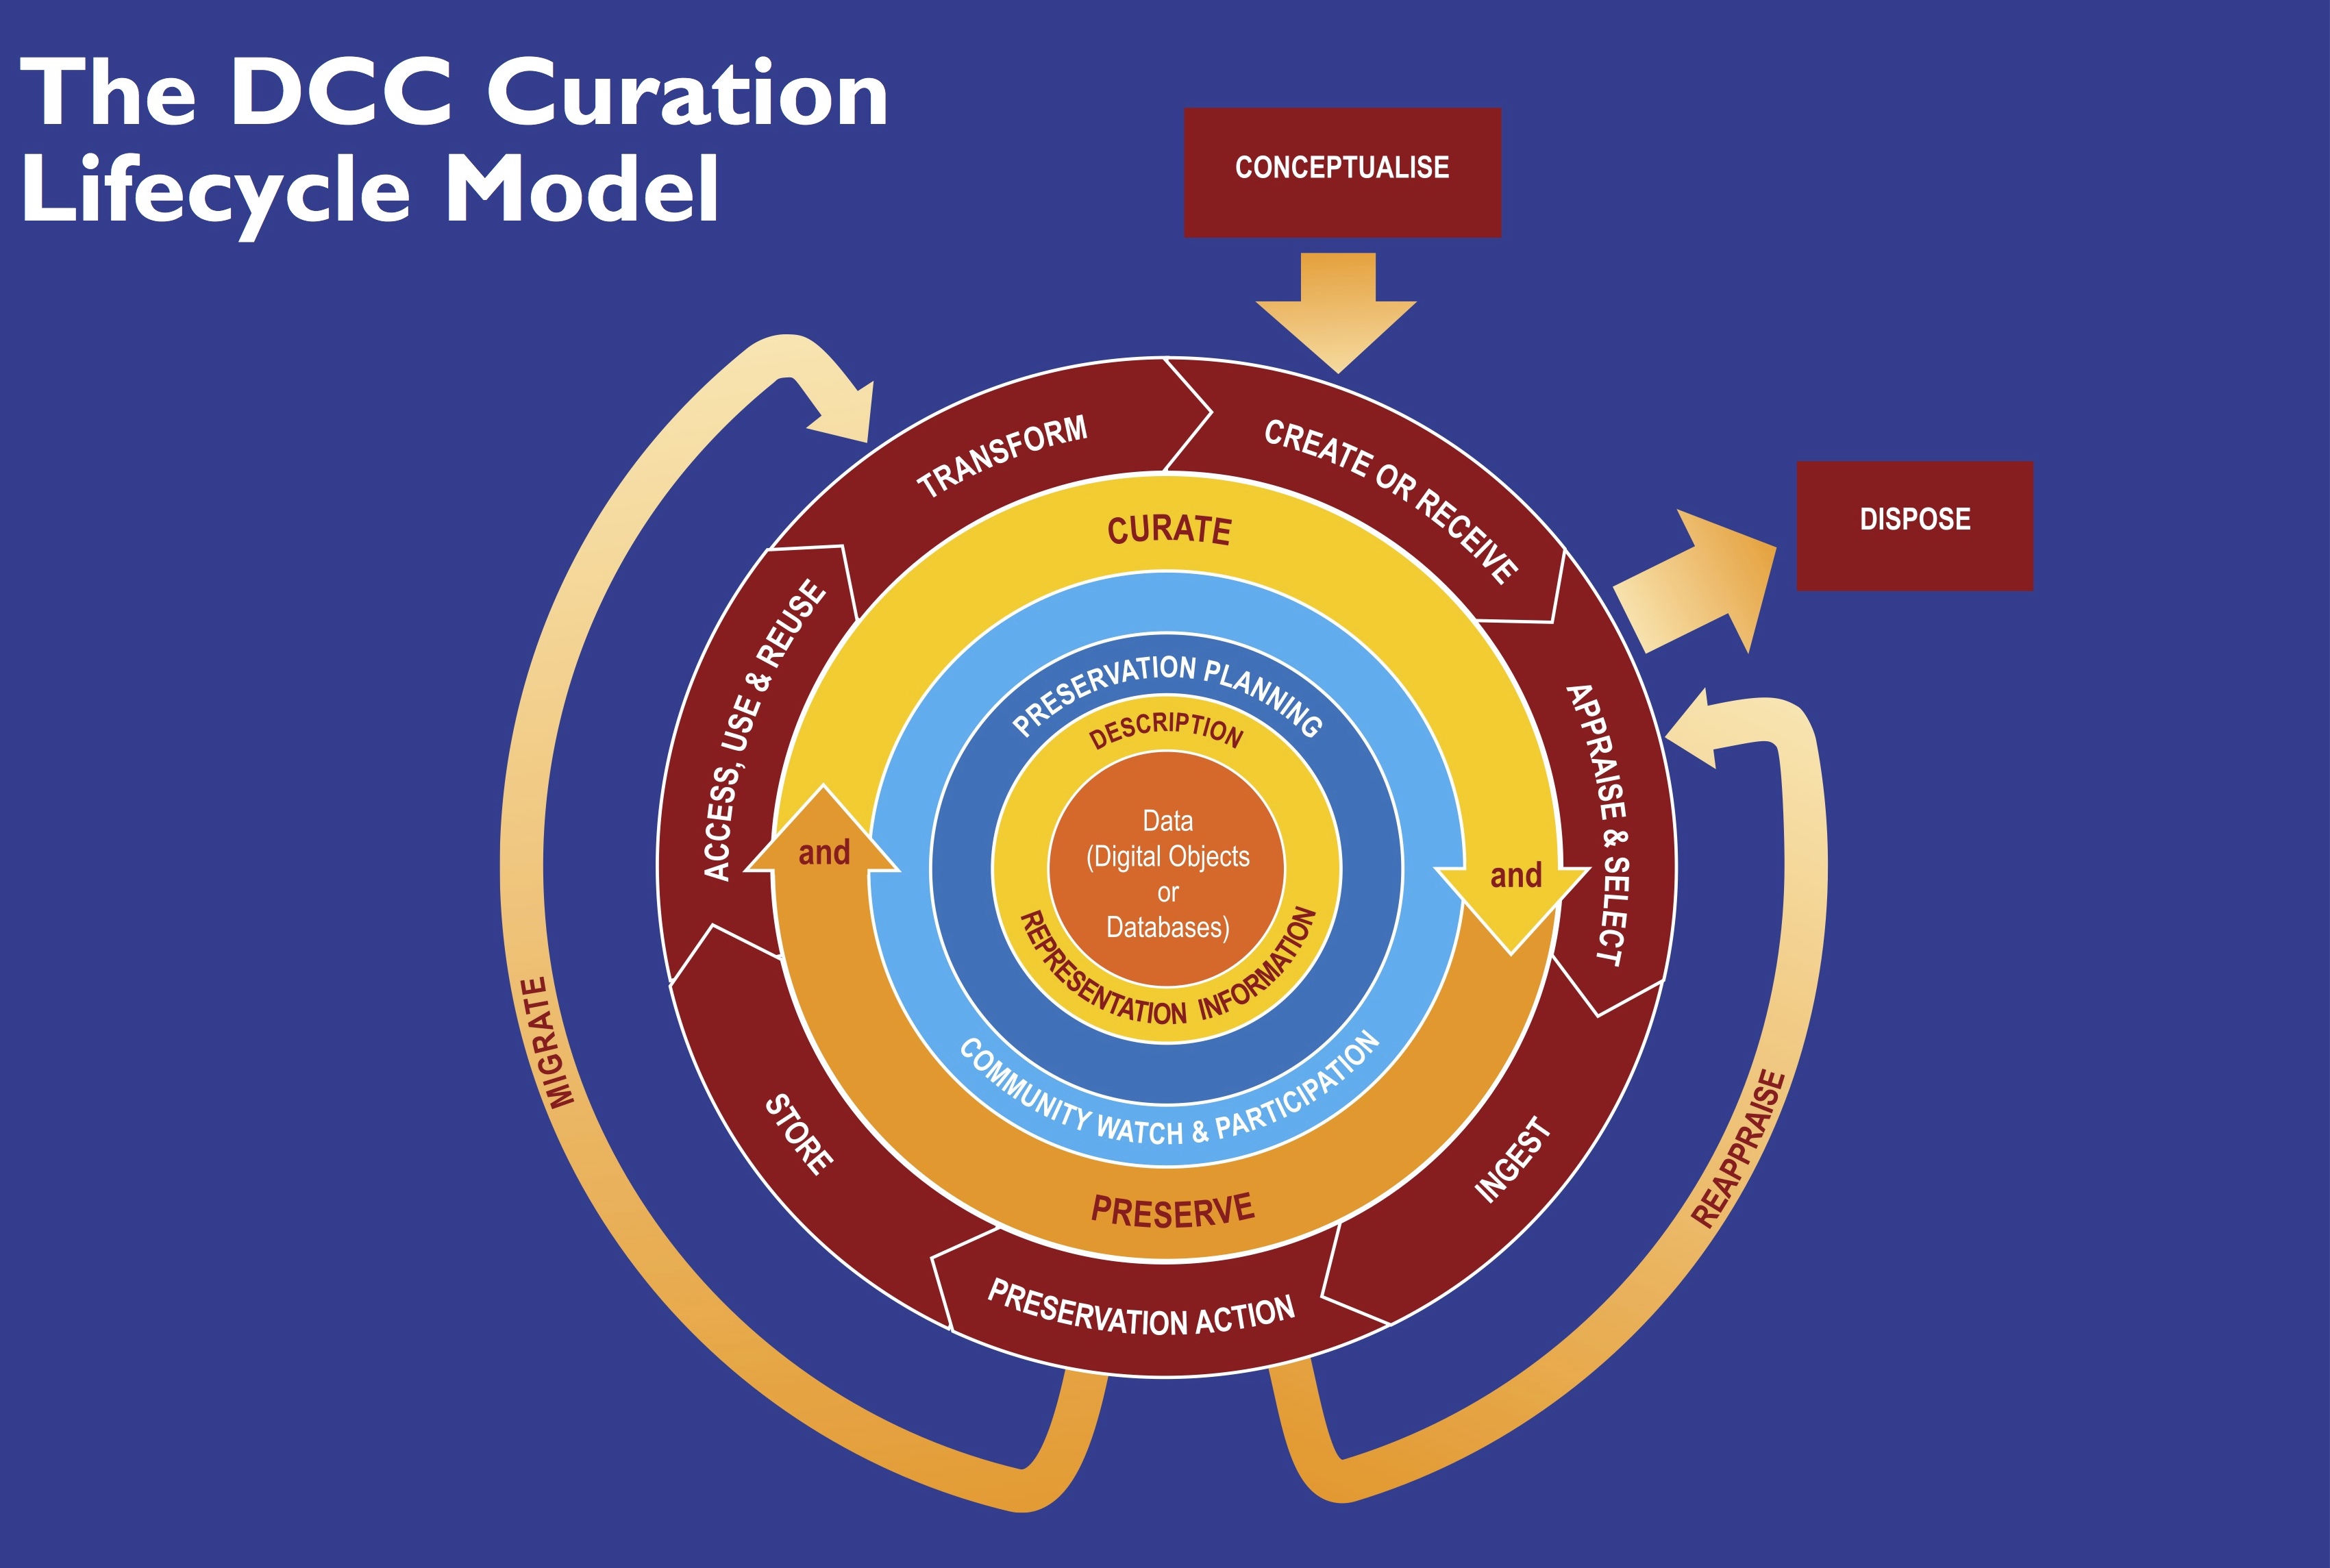 The DCC Curation
Lifecycle Model
CONCEPTUALISE
DISPOSE
TRANSFORM
CREATE OR RECEIVE
APPRAISE & SELECT
INGEST
PRESERVATION ACTION
STORE
ACCESS, USE & REUSE
CURATE
and
PRESERVE
and
PRESERVATION PLANNING
COMMUNITY WATCH & PARTICIPATION
DESCRIPTION
REPRESENTATION INFORMATION
Data
(Digital Objects
or
Databases)
MIGRATE
REAPPRAISE